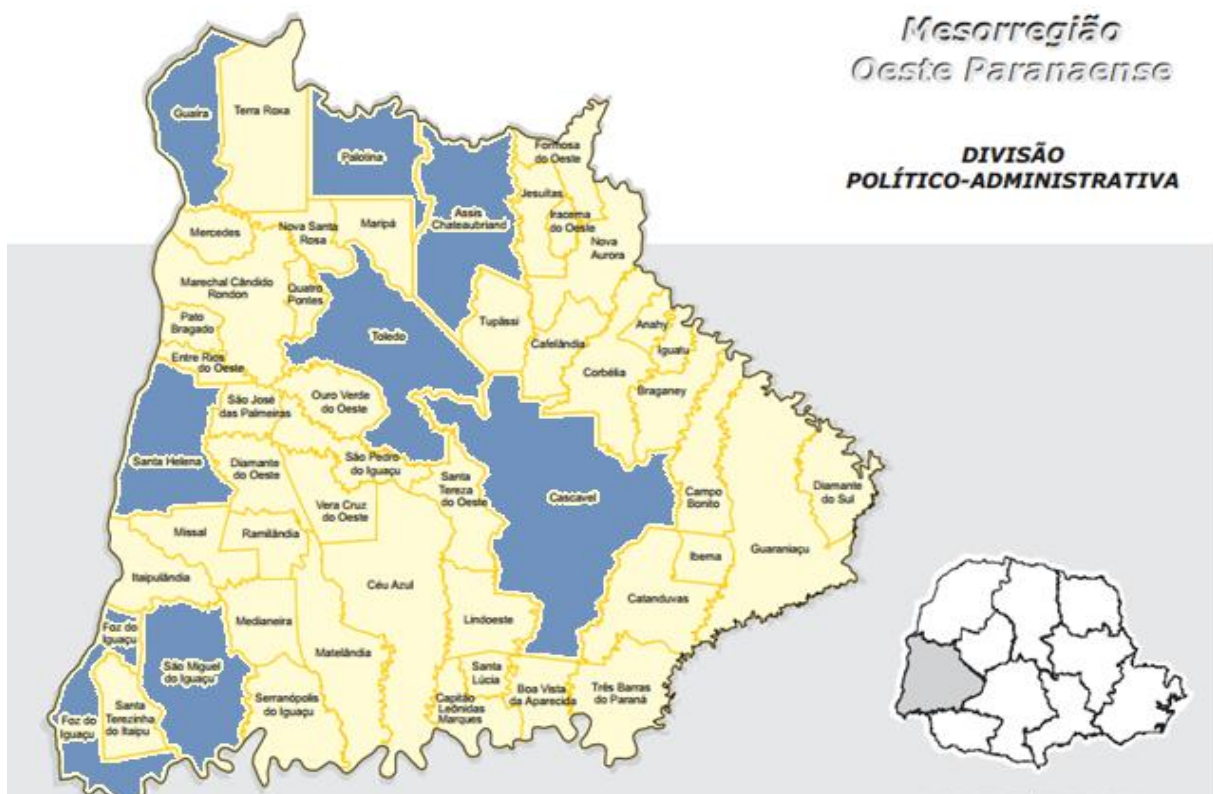 Mesorregião
Oeste Paranaense
DIVISÃO
POLÍTICO-ADMINISTRATIVA
Guaíra
Terra Roxa
Palotina
Assis
Chateaubriand
Formosa
do Oeste
Jesuítas
Iracema
do Oeste
Nova
Aurora
Mercedes
Nova Santa
Rosa
Maripá
Marechal Cândido
Rondon
Quatro
Pontes
Pato
Bragado
Entre Rios
do Oeste
Toledo
Tupãssi
Cafelândia
Anahy
Iguatu
Corbélia
Braganey
São José
das Palmeiras
Ouro Verde
do Oeste
Santa Helena
Diamante
do Oeste
São Pedro
do Iguaçu
Santa
Tereza
do Oeste
Vera Cruz
do Oeste
Cascavel
Campo
Bonito
Diamante
do Sul
Guaraniaçu
Ibema
Missal
Ramilândia
Itaipulândia
Céu Azul
Catanduvas
Foz do
Iguaçu
Medianeira
Lindoeste
Matelândia
São Miguel
do Iguaçu
Santa
Lúcia
Serranópolis
do Iguaçu
Capitão
Leônidas
Marques
Boa Vista
da Aparecida
Três Barras
do Paraná
Foz do
Iguaçu
Santa
Terezinha
do Itaipu